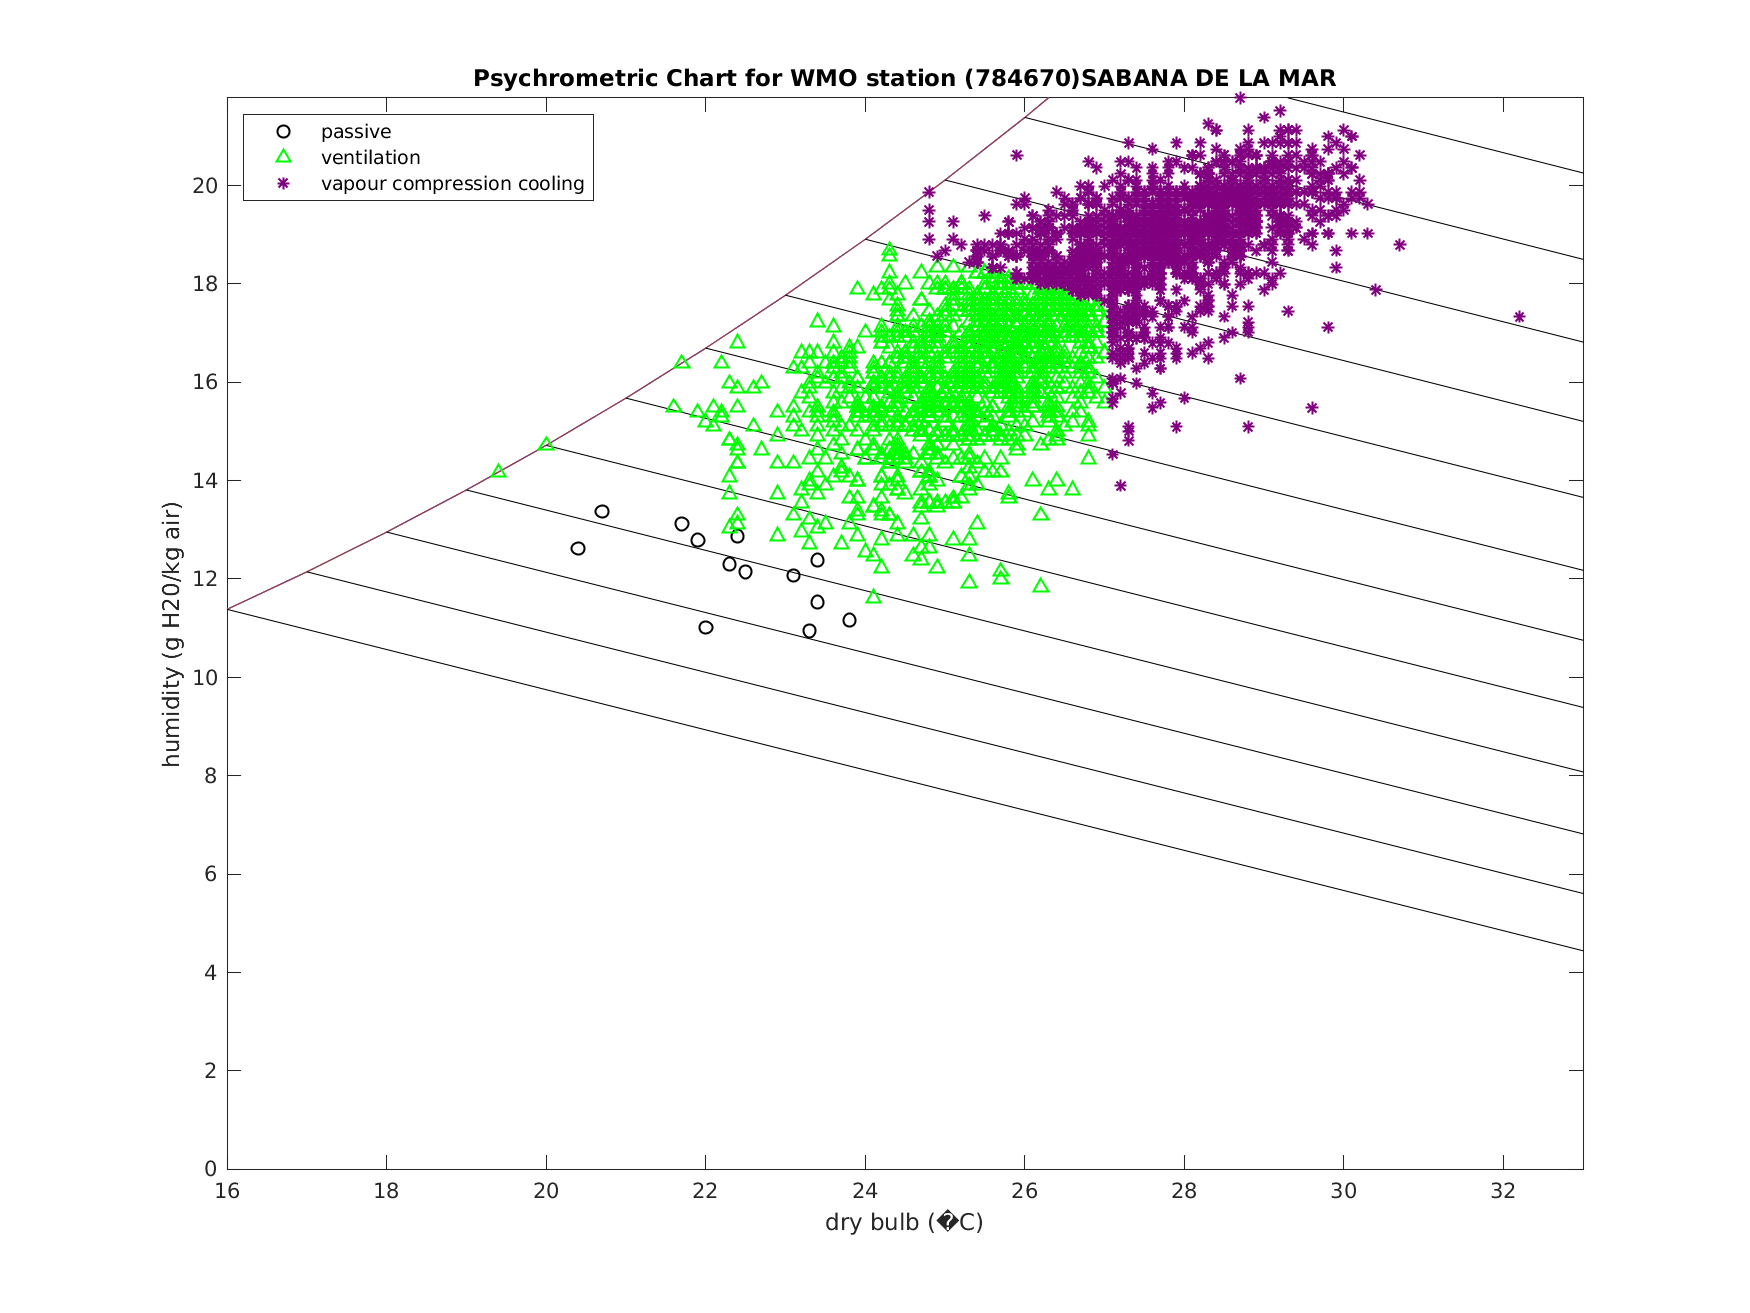 Psychrometric Chart for WMO station (784670)SABANA DE LA MAR
passive
ventilation
vapour compression cooling
20
18
16
14
12
10
8
6
4
2
0
humidity (g H20/kg air)
16 18 20 22 24 26 28 30 32
dry bulb (�C)